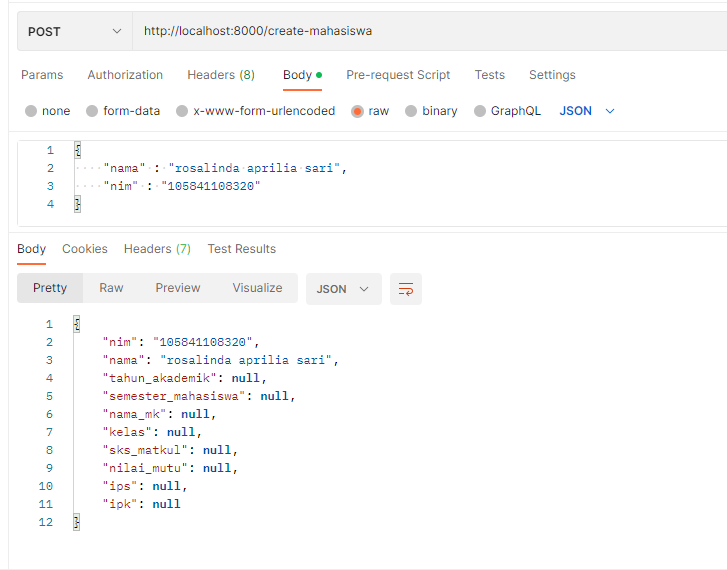 POST http://localhost:8000/create-mahasiswa
Params Authorization Headers (8) Body Pre-request Script Tests Settings
none form-data x-www-form-urlencoded raw binary GraphQL JSON
1 {
2 "nama" : "rosalinda aprilia sari",
3 "nim" : "105841108320"
4 }
Body Cookies Headers (7) Test Results
Pretty Raw Preview Visualize JSON
1 {
2 "nim": "105841108320",
3 "nama": "rosalinda aprilia sari",
4 "tahun_akademik": null,
5 "semester_mahasiswa": null,
6 "nama_mk": null,
7 "kelas": null,
8 "sks_matkul": null,
9 "nilai_mutu": null,
10 "ips": null,
11 "ipk": null
12 }